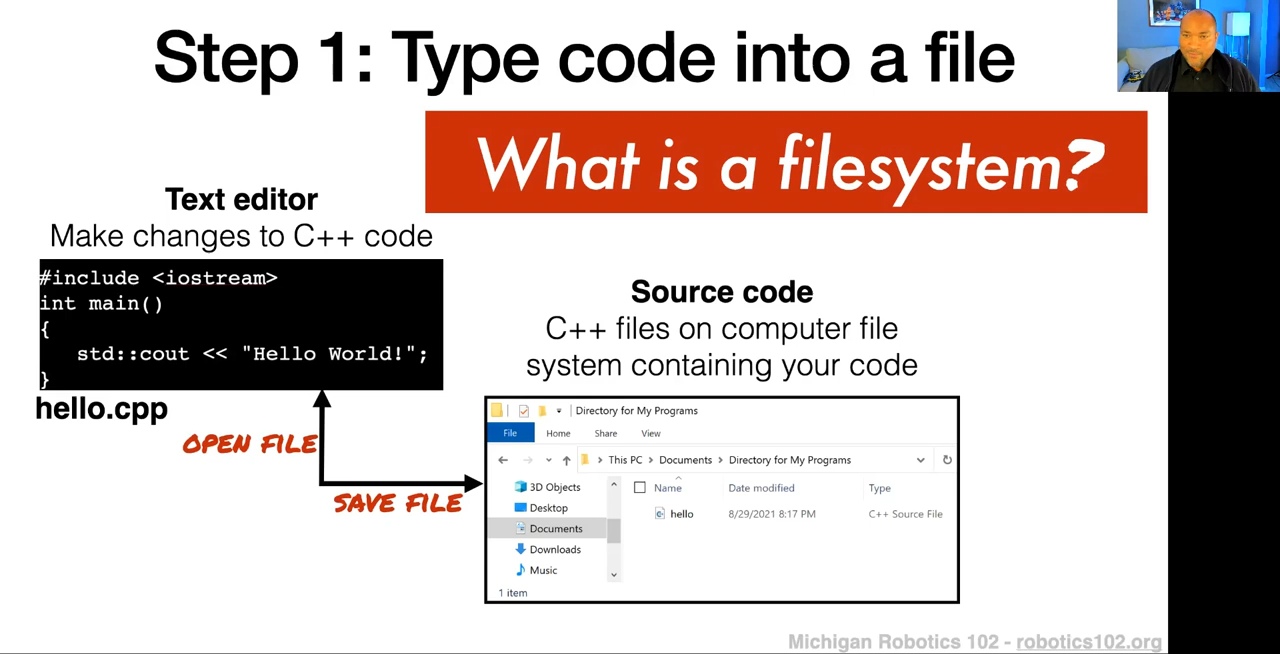 Step 1: Type code into a file
What is a filesystem?
Text editor
Make changes to C++ code
#include <iostream>
int main()
{
std::cout << "Hello World!";
}
hello.cpp
OPEN FILE
SAVE FILE
Source code
C++ files on computer file
system containing your code
Directory for My Programs
File Home Share View
This PC > Documents > Directory for My Programs
3D Objects
Desktop
Documents
Downloads
Music
Name Date modified Type
hello 8/29/2021 8:17 PM C++ Source File
1 item
Michigan Robotics 102 - robotics102.org